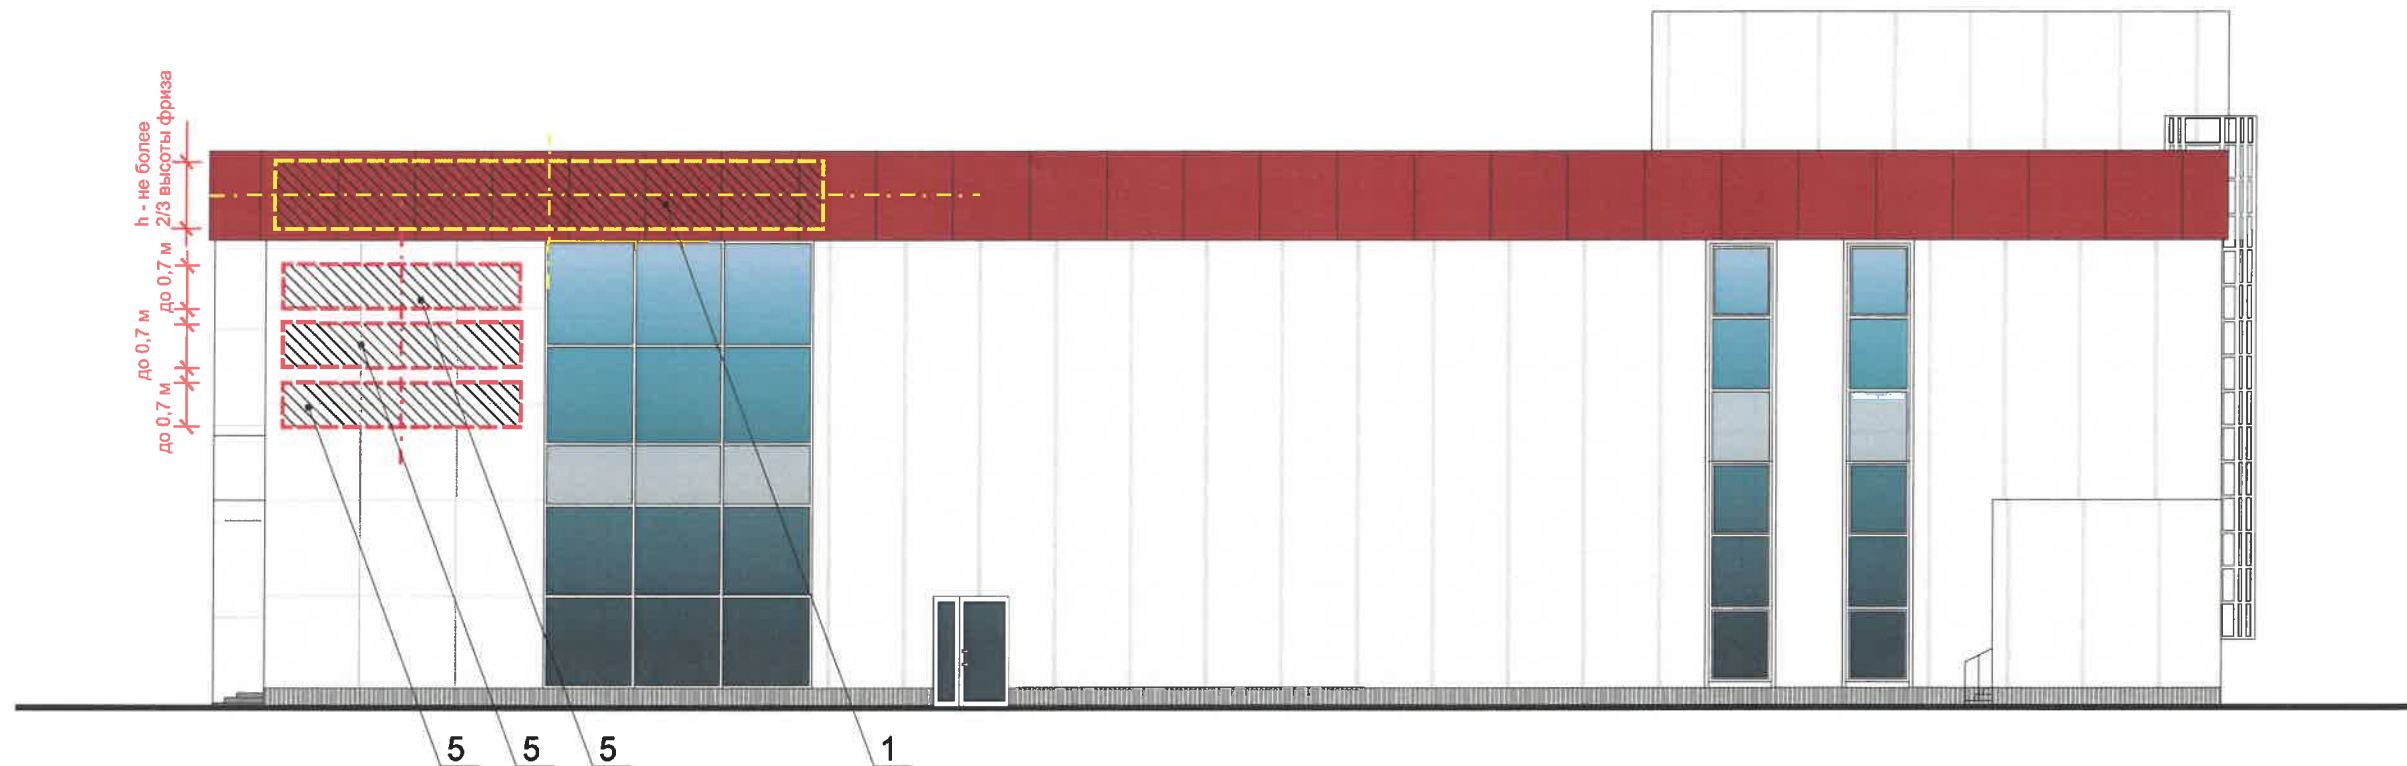 h - не более
2/3 высоты фриза
до 0,7 м
до 0,7 м
до 0,7 м
5
5
5
1